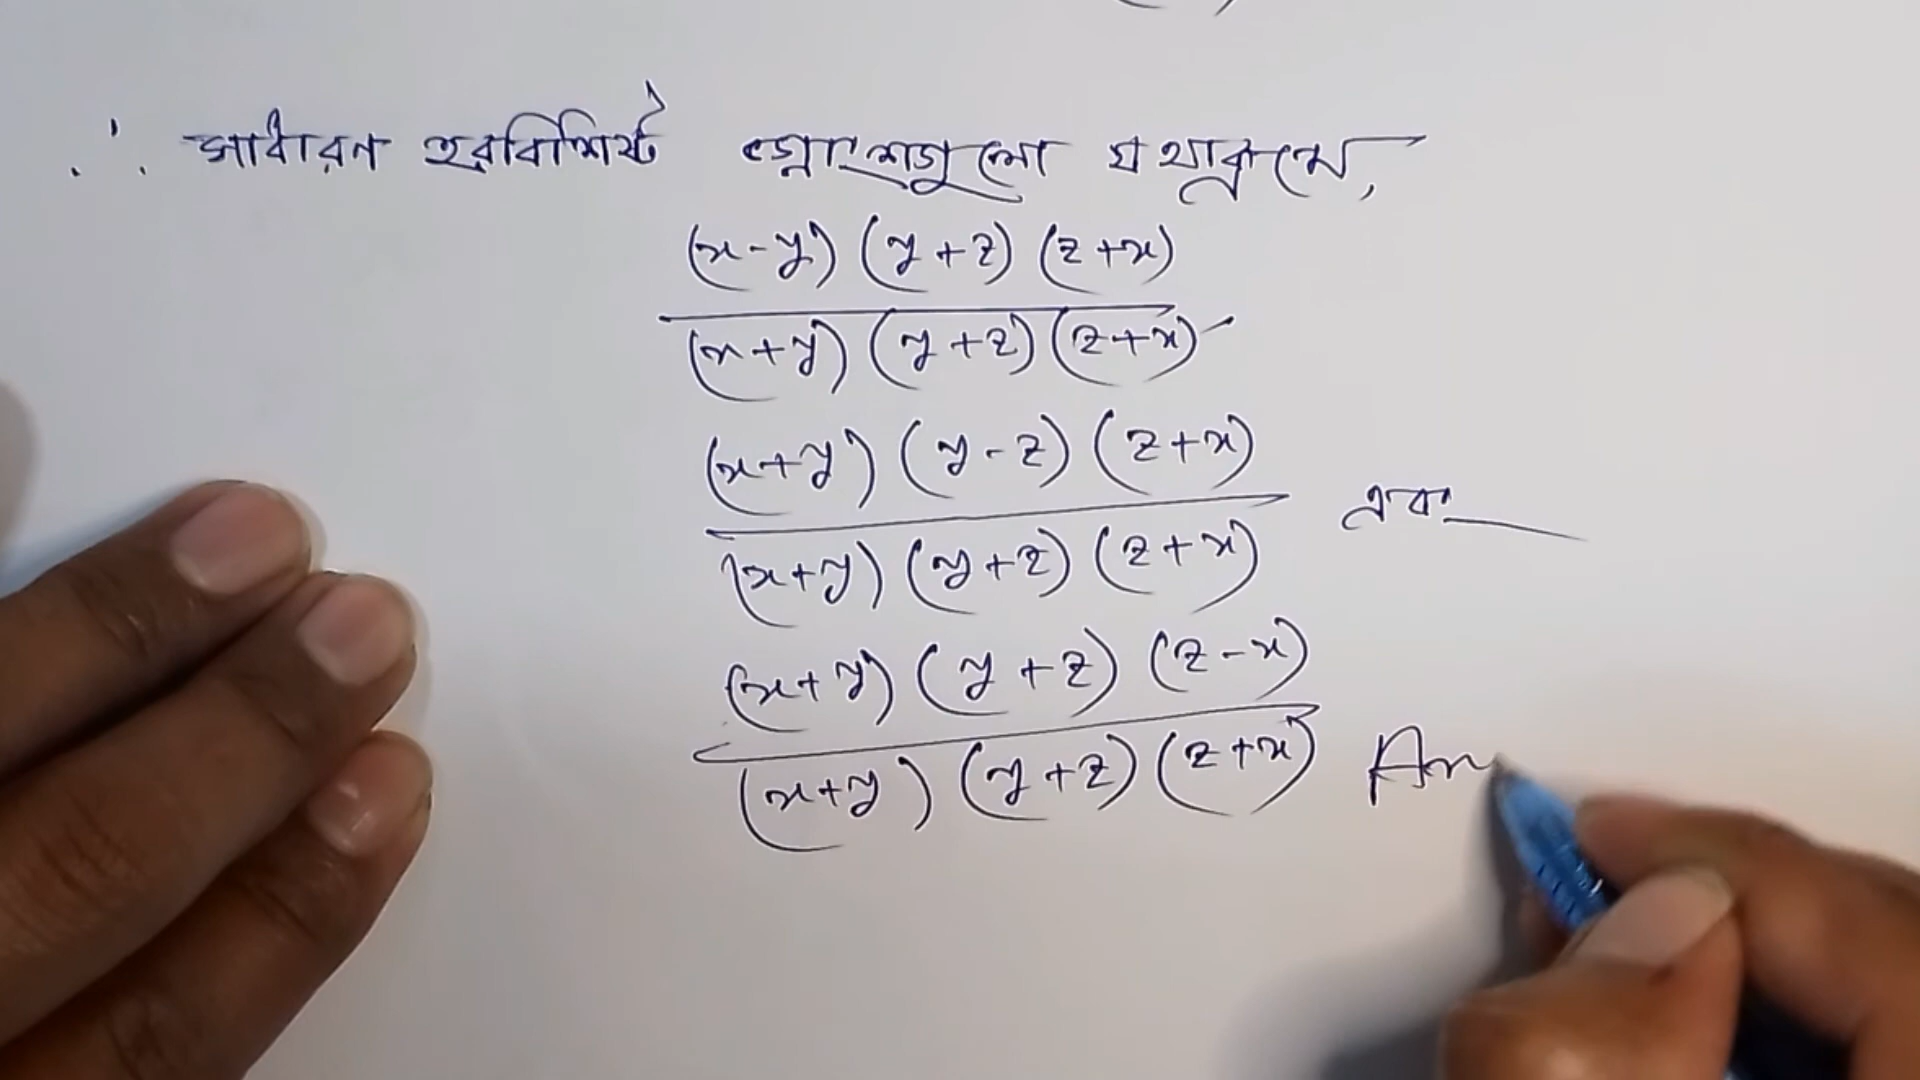 ∴ সাধারণ হরবিশিষ্ট ভগ্নাংশগুলো যথাক্রমে,
(x-y) (y+z) (z+x)
(x+y) (y+z) (z+x)
(x+y) (y-z) (z+x)
এবং
(x+y) (y+z) (z+x)
(x+y) (y+z) (z-x)
(x+y) (y+z) (z+x) Ans